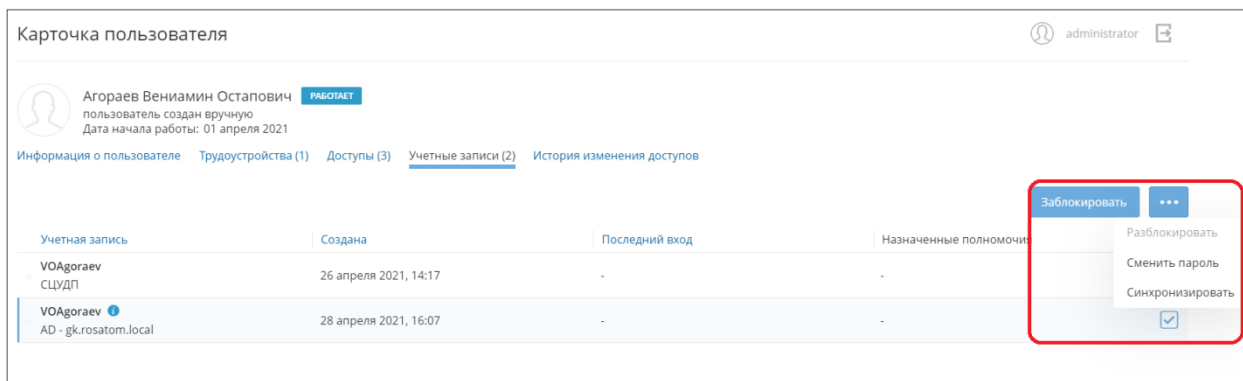 Карточка пользователя
administrator
Агораев Вениамин Остапович РАБОТАЕТ
пользователь создан вручную
Дата начала работы: 01 апреля 2021
Информация о пользователе Трудоустройства (1) Доступы (3) Учетные записи (2) История изменения доступов
Заблокировать ...
Разблокировать
Сменить пароль
Синхронизировать
Учетная запись Создана Последний вход Назначенные полномочия
VOAgoraev
СЦУДП
26 апреля 2021, 14:17 - -
VOAgoraev
AD - gk.rosatom.local
28 апреля 2021, 16:07 - -